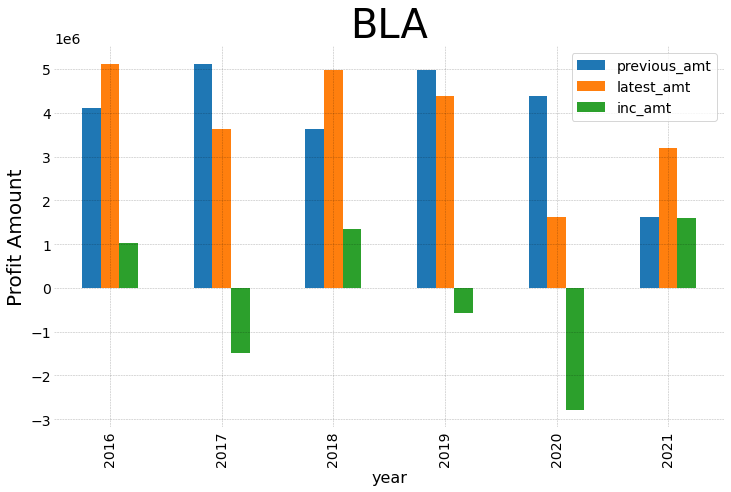 BLA
1e6
previous_amt
latest_amt
inc_amt
Profit Amount
5
4
3
2
1
0
−1
−2
−3
2016
2017
2018
2019
2020
2021
year